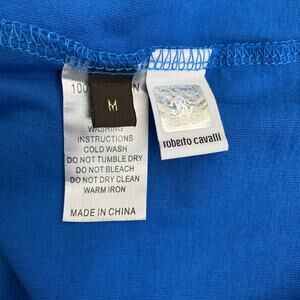 100
N
M
WASHING
INSTRUCTIONS
COLD WASH
DO NOT TUMBLE DRY
DO NOT BLEACH
DO NOT DRY CLEAN
WARM IRON
MADE IN CHINA
roberto cavalli